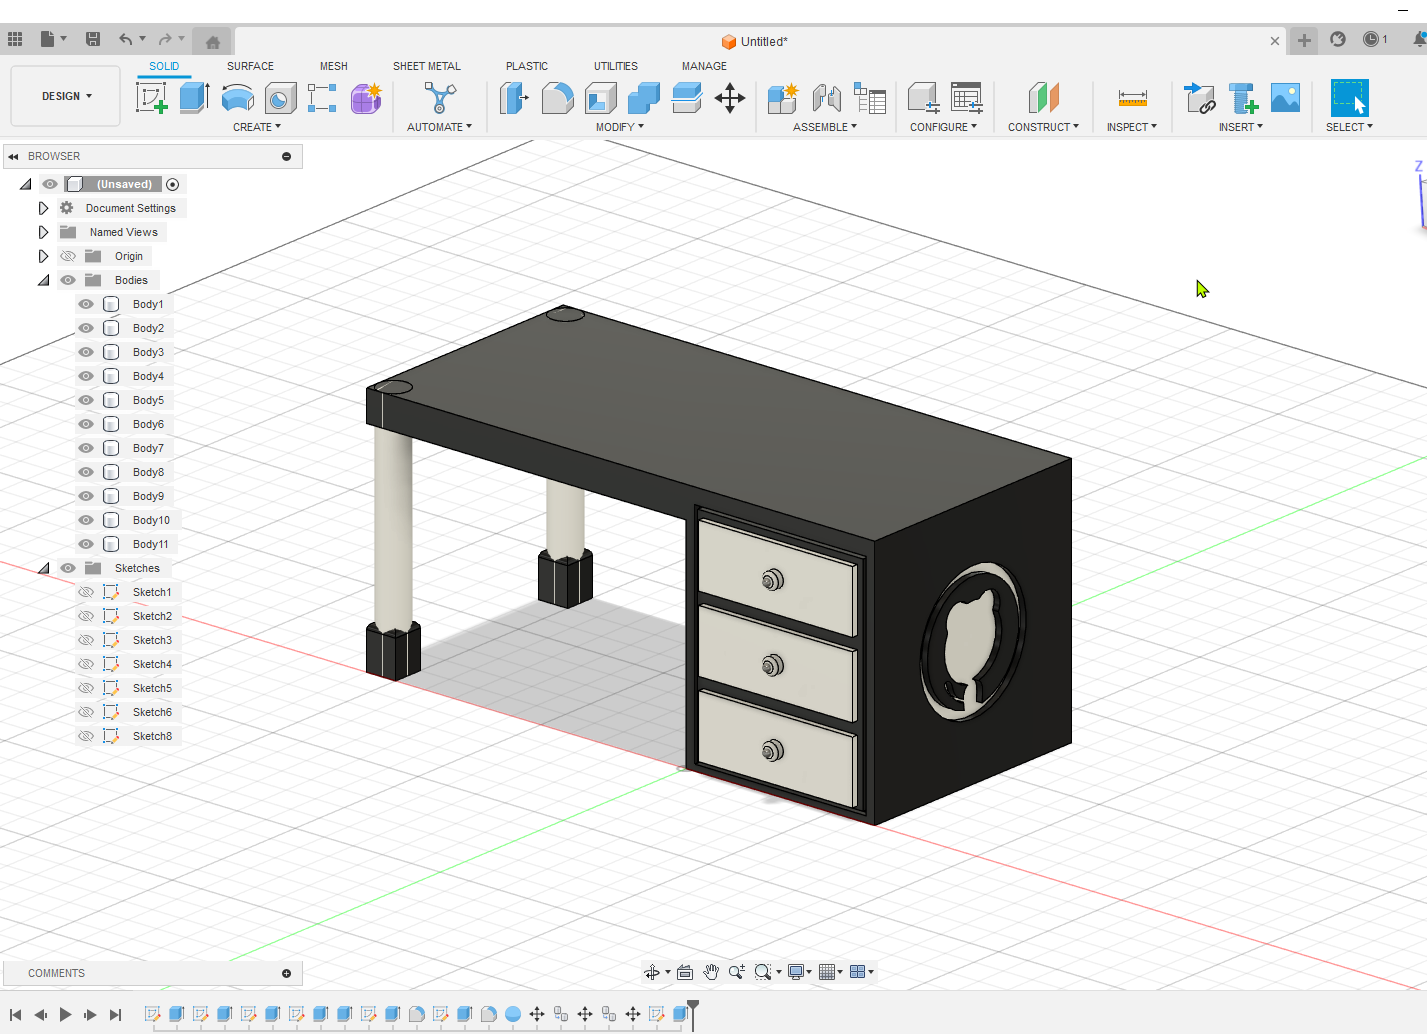 Untitled*
1
SOLID SURFACE MESH SHEET METAL PLASTIC UTILITIES MANAGE
DESIGN
CREATE AUTOMATE MODIFY ASSEMBLE CONFIGURE CONSTRUCT INSPECT INSERT SELECT
BROWSER
Z
(Unsaved)
Document Settings
Named Views
Origin
Bodies
Body1
Body2
Body3
Body4
Body5
Body6
Body7
Body8
Body9
Body10
Body11
Sketches
Sketch1
Sketch2
Sketch3
Sketch4
Sketch5
Sketch6
Sketch8
COMMENTS